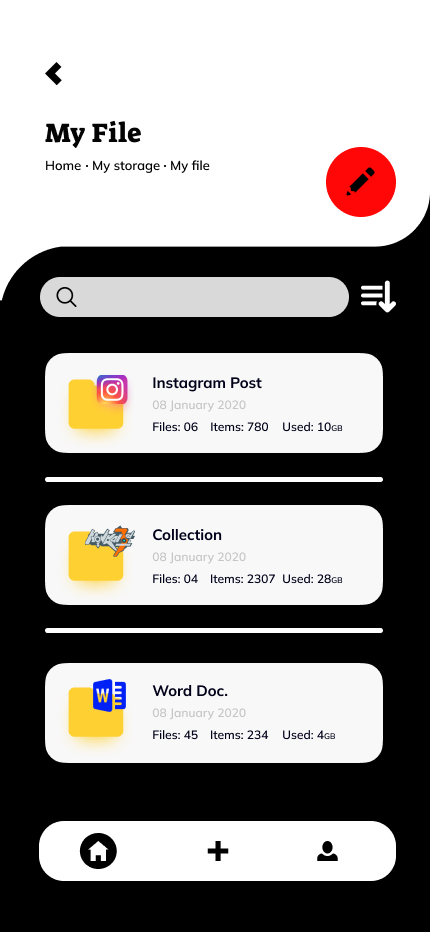 My File
Home · My storage · My file
Instagram Post
08 January 2020
Files: 06 Items: 780 Used: 10GB
Collection
08 January 2020
Files: 04 Items: 2307 Used: 28GB
W
Word Doc.
08 January 2020
Files: 45 Items: 234 Used: 4GB